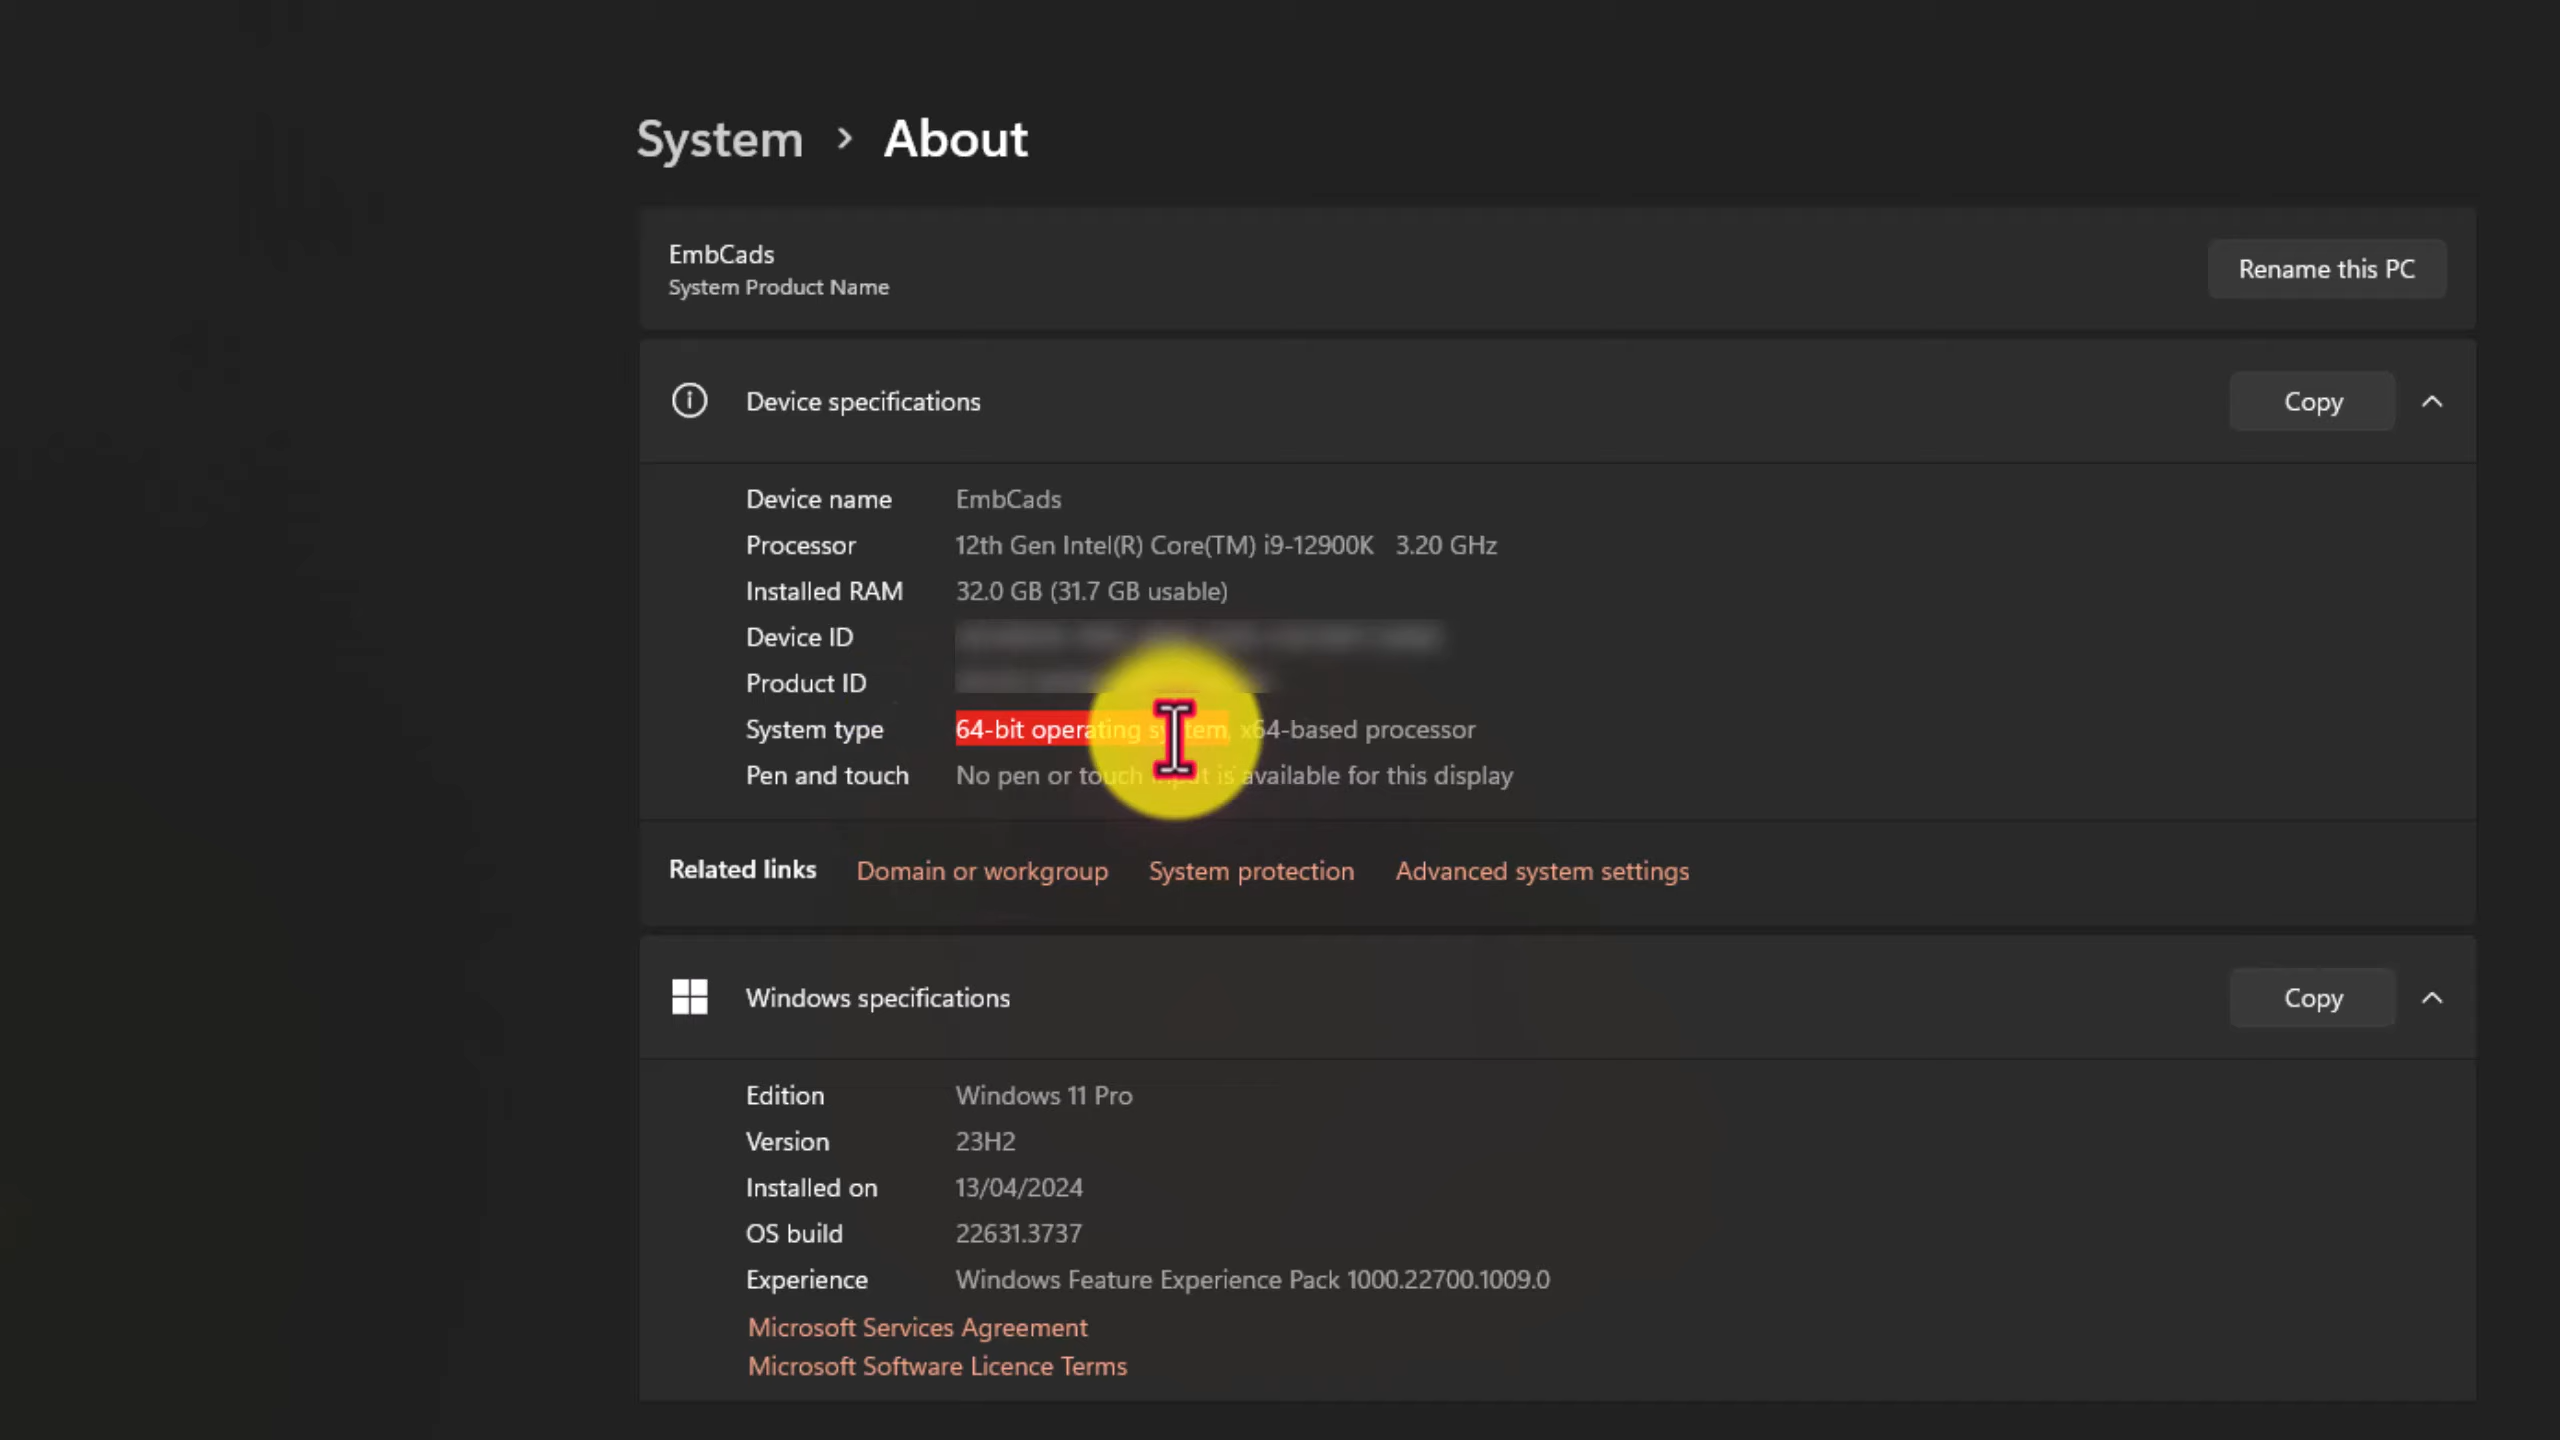 System > About
EmbCads
System Product Name
Rename this PC
Device specifications
Copy
Device name EmbCads
Processor 12th Gen Intel(R) Core(TM) i9-12900K 3.20 GHz
Installed RAM 32.0 GB (31.7 GB usable)
Device ID
Product ID
System type 64-bit operating system, x64-based processor
Pen and touch No pen or touch input is available for this display
Related links Domain or workgroup System protection Advanced system settings
Windows specifications
Copy
Edition Windows 11 Pro
Version 23H2
Installed on 13/04/2024
OS build 22631.3737
Experience Windows Feature Experience Pack 1000.22700.1009.0
Microsoft Services Agreement
Microsoft Software Licence Terms